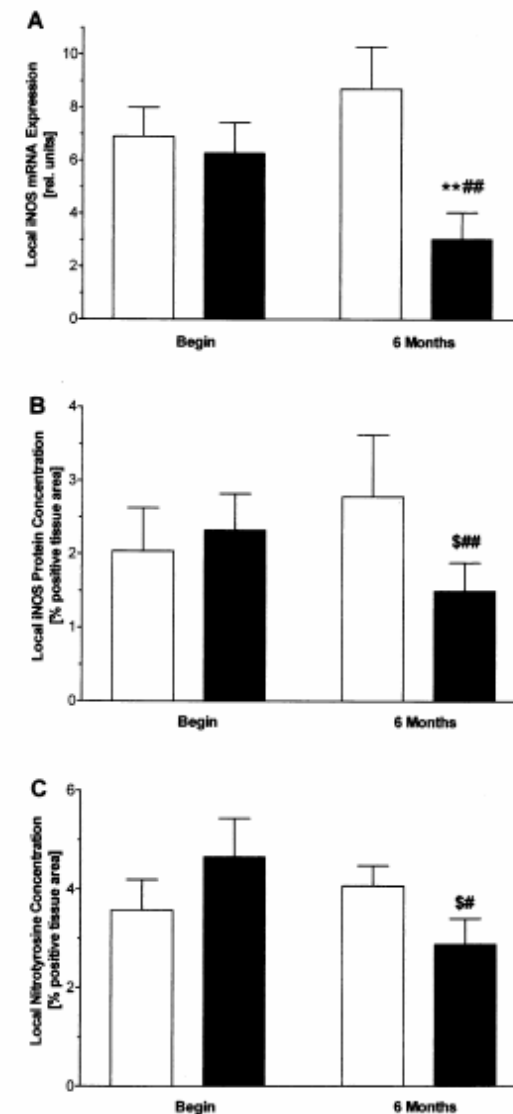 A
Local iNOS mRNA Expression
[rel. units]
10
8
6
4
2
0
**##
Begin
6 Months
B
Local iNOS Protein Concentration
[% positive tissue area]
4
3
2
1
0
$##
Begin
6 Months
C
Local Nitrotyrosine Concentration
[% positive tissue area]
6
4
2
0
$#
Begin
6 Months